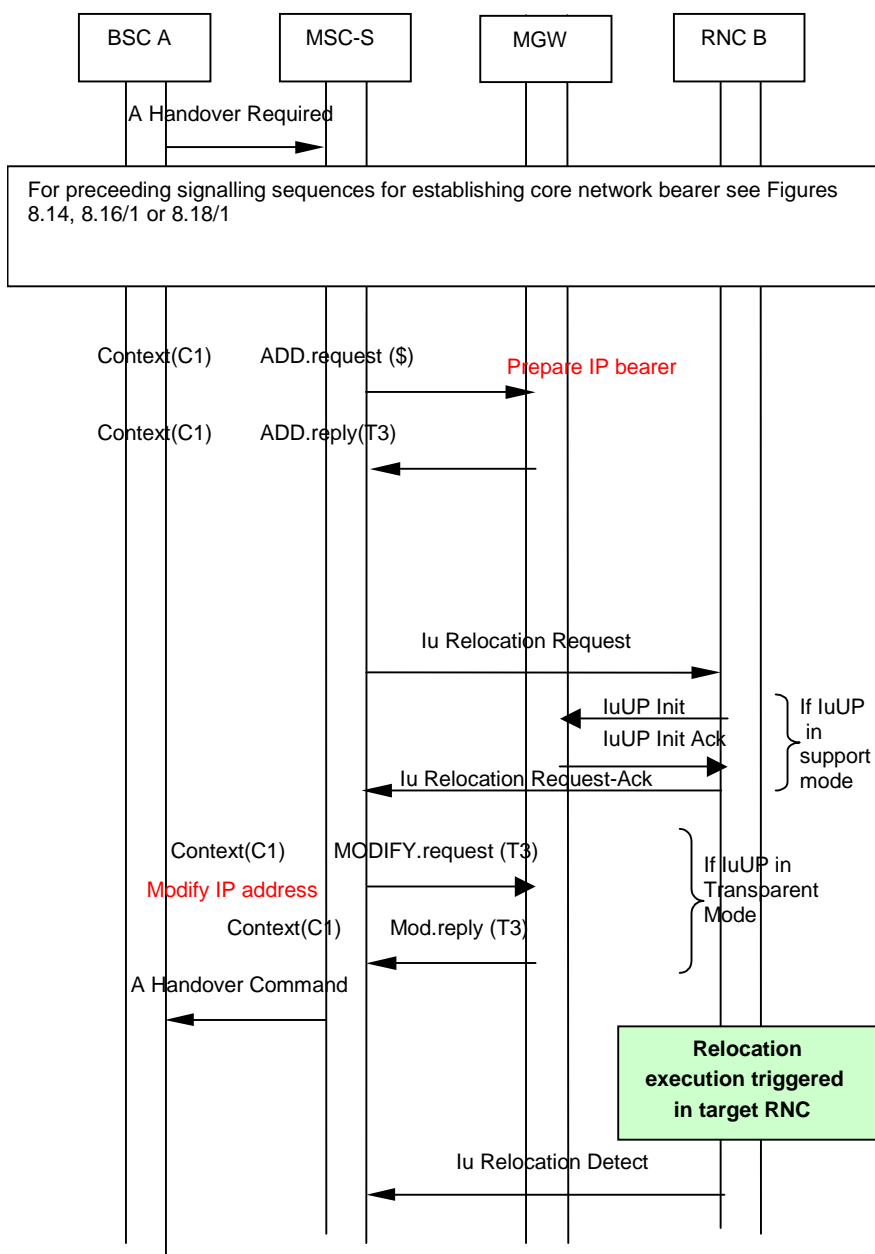 BSC A
MSC-S
MGW
RNC B
A Handover Required
For preceeding signalling sequences for establishing core network bearer see Figures
8.14, 8.16/1 or 8.18/1
Context(C1) ADD.request ($)
Prepare IP bearer
Context(C1) ADD.reply(T3)
Iu Relocation Request
IuUP Init
IuUP Init Ack
If IuUP
in
support
mode
Iu Relocation Request-Ack
Context(C1) MODIFY.request (T3)
Modify IP address
If IuUP in
Transparent
Mode
Context(C1) Mod.reply (T3)
A Handover Command
Relocation
execution triggered
in target RNC
Iu Relocation Detect